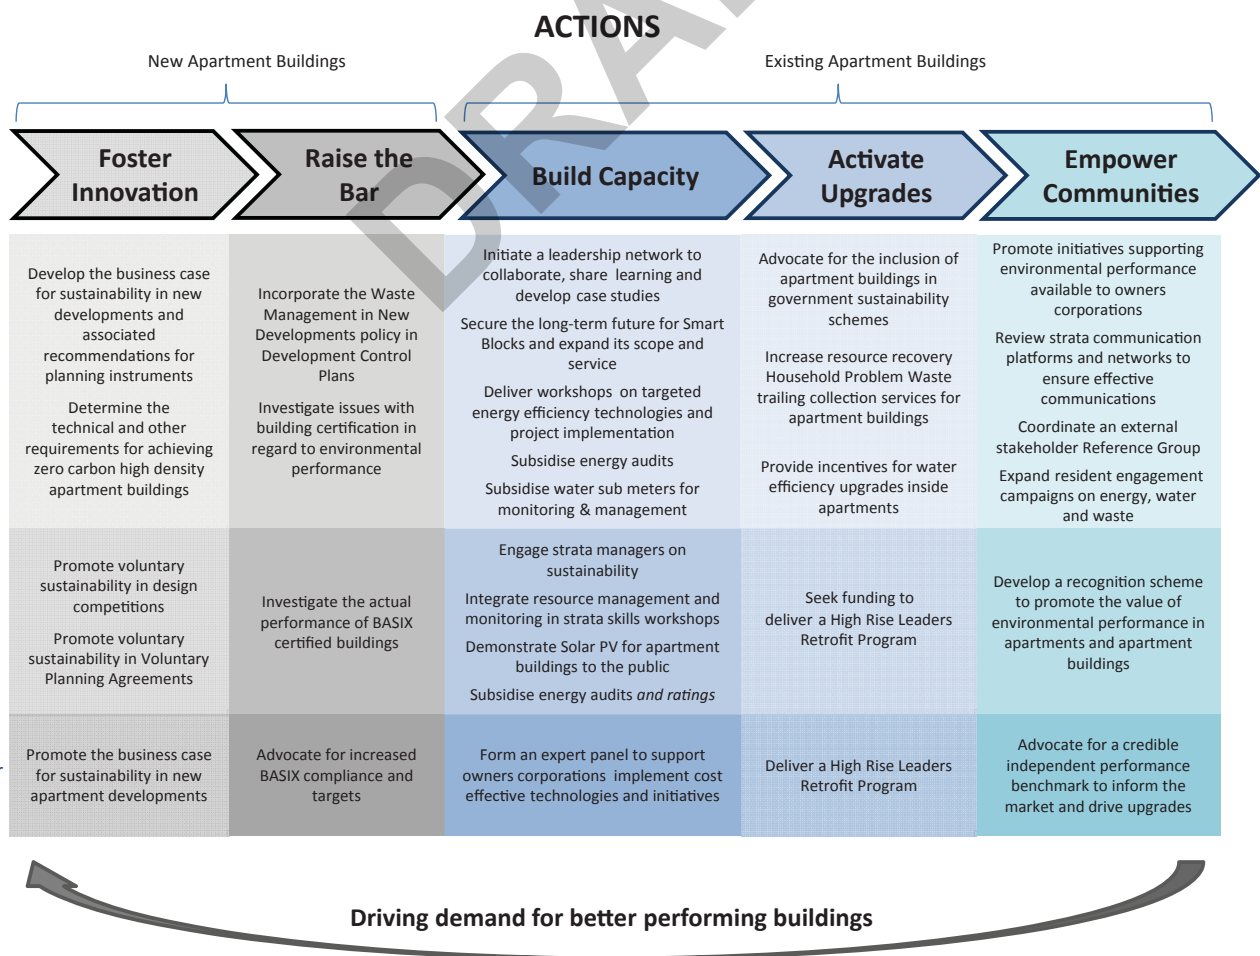 ACTIONS
New Apartment Buildings
Existing Apartment Buildings
Foster
Innovation
Raise the
Bar
Build Capacity
Activate
Upgrades
Empower
Communities
Develop the business case
for sustainability in new
developments and
associated
recommendations for
planning instruments
Determine the
technical and other
requirements for achieving
zero carbon high density
apartment buildings
Incorporate the Waste
Management in New
Developments policy in
Development Control
Plans
Investigate issues with
building certification in
regard to environmental
performance
Initiate a leadership network to
collaborate, share learning and
develop case studies
Secure the long-term future for Smart
Blocks and expand its scope and
service
Deliver workshops on targeted
energy efficiency technologies and
project implementation
Subsidise energy audits
Subsidise water sub meters for
monitoring & management
Advocate for the inclusion of
apartment buildings in
government sustainability
schemes
Increase resource recovery
Household Problem Waste
trailing collection services for
apartment buildings
Provide incentives for water
efficiency upgrades inside
apartments
Promote initiatives supporting
environmental performance
available to owners
corporations
Review strata communication
platforms and networks to
ensure effective
communications
Coordinate an external
stakeholder Reference Group
Expand resident engagement
campaigns on energy, water
and waste
Promote voluntary
sustainability in design
competitions
Promote voluntary
sustainability in Voluntary
Planning Agreements
Investigate the actual
performance of BASIX
certified buildings
Engage strata managers on
sustainability
Integrate resource management and
monitoring in strata skills workshops
Demonstrate Solar PV for apartment
buildings to the public
Subsidise energy audits and ratings
Seek funding to
deliver a High Rise Leaders
Retrofit Program
Develop a recognition scheme
to promote the value of
environmental performance in
apartments and apartment
buildings
Promote the business case
for sustainability in new
apartment developments
Advocate for increased
BASIX compliance and
targets
Form an expert panel to support
owners corporations implement cost
effective technologies and initiatives
Deliver a High Rise Leaders
Retrofit Program
Advocate for a credible
independent performance
benchmark to inform the
market and drive upgrades
Driving demand for better performing buildings